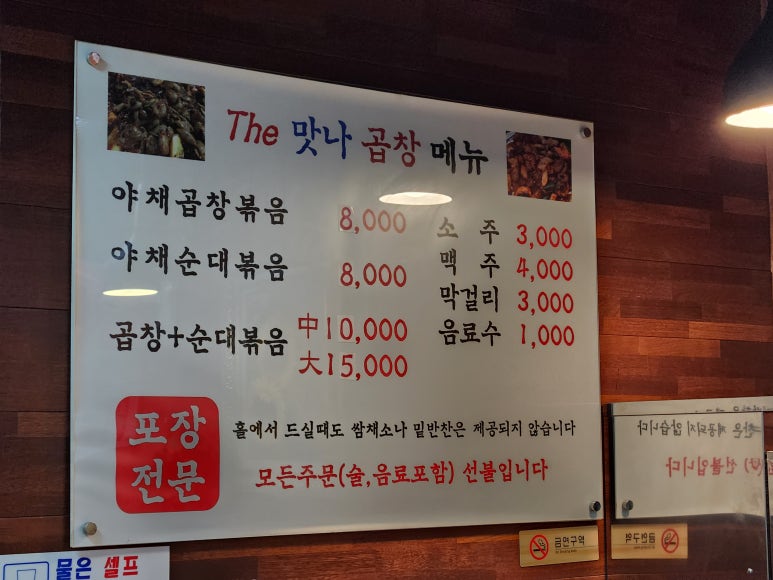 The 맛나 곱창 메뉴
야채곱창볶음 8,000
야채순대볶음 8,000
곱창+순대볶음 中10,000
大15,000
소 주 3,000
맥 주 4,000
막걸리 3,000
음료수 1,000
포장
전문
홀에서 드실때도 쌈채소나 밑반찬은 제공되지 않습니다
모든주문(술,음료포함) 선불입니다
금연구역
물은 셀프